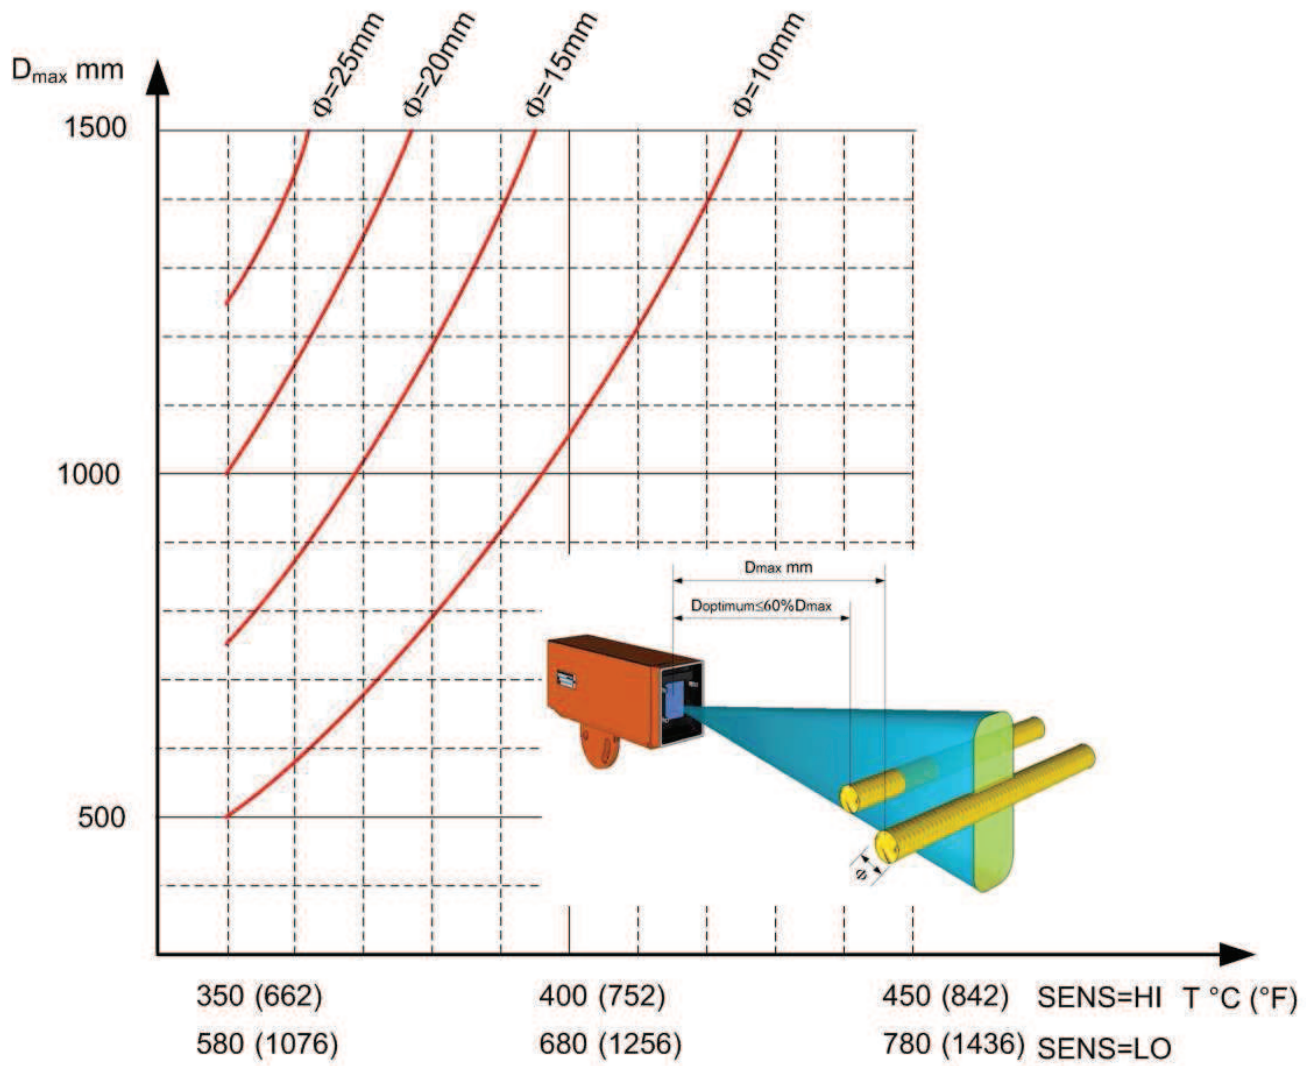 Φ=25mm
Φ=20mm
Φ=15mm
Φ=10mm
Dmax mm
1500
1000
Dmax mm
Doptimum≤60%Dmax
500
Φ
350 (662) 400 (752) 450 (842) SENS=HI T °C (°F)
580 (1076) 680 (1256) 780 (1436) SENS=LO